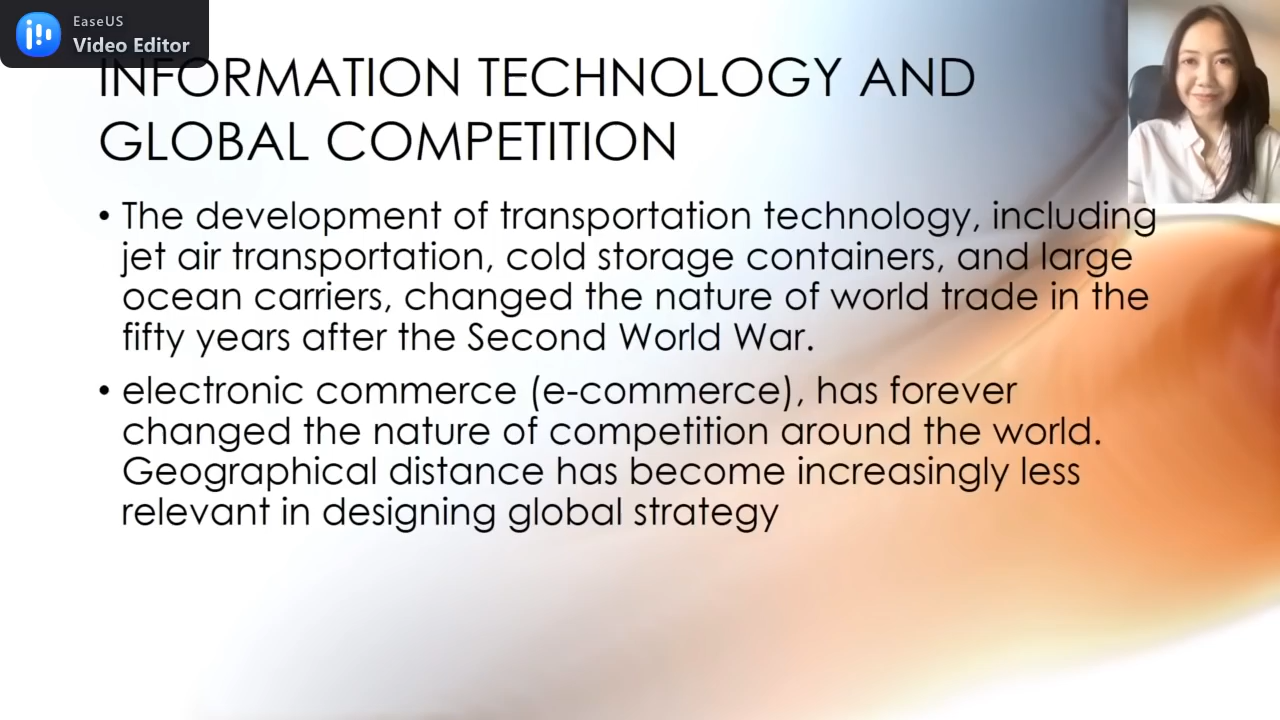 EaseUS
Video Editor
INFORMATION TECHNOLOGY AND
GLOBAL COMPETITION
• The development of transportation technology, including
jet air transportation, cold storage containers, and large
ocean carriers, changed the nature of world trade in the
fifty years after the Second World War.
• electronic commerce (e-commerce), has forever
changed the nature of competition around the world.
Geographical distance has become increasingly less
relevant in designing global strategy